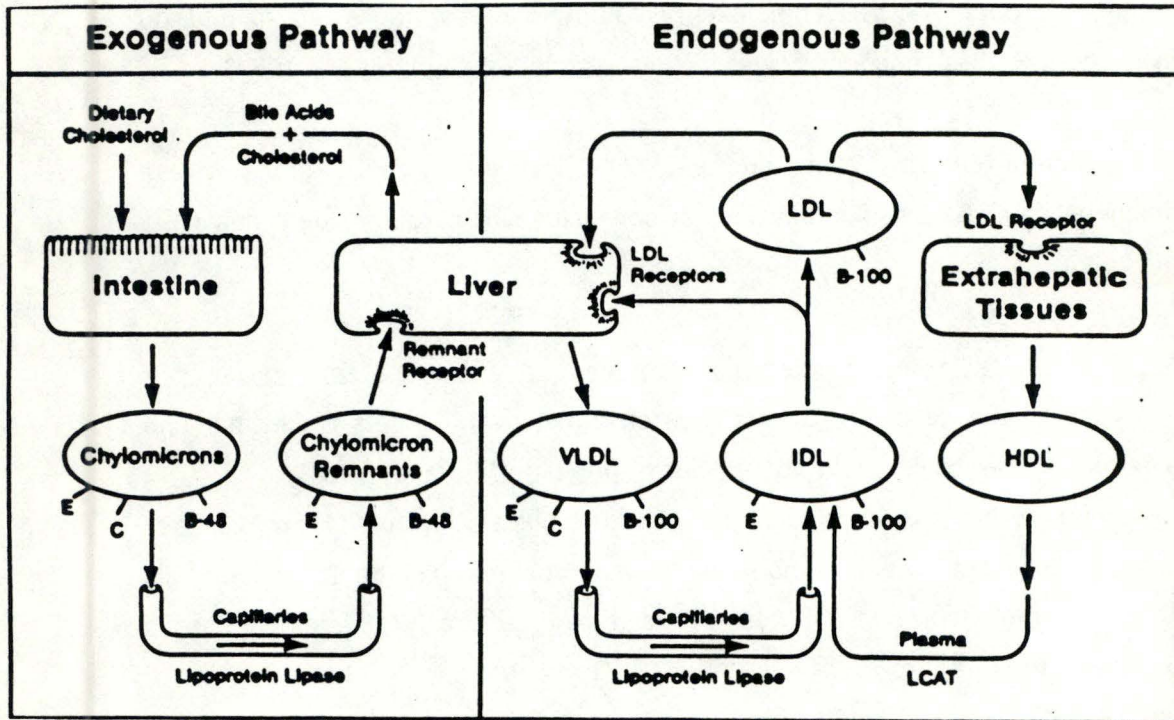 Exogenous Pathway
Endogenous Pathway
Dietary
Cholesterol
Bile Acids
+
Cholesterol
Intestine
Liver
Remnant
Receptor
Chylomicrons
E
C
B-48
Chylomicron
Remnants
E
B-48
Capillaries
Lipoprotein Lipase
LDL
B-100
LDL
Receptors
LDL Receptor
Extrahepatic
Tissues
VLDL
E
C
B-100
IDL
E
B-100
HDL
Capillaries
Lipoprotein Lipase
Plasma
LCAT